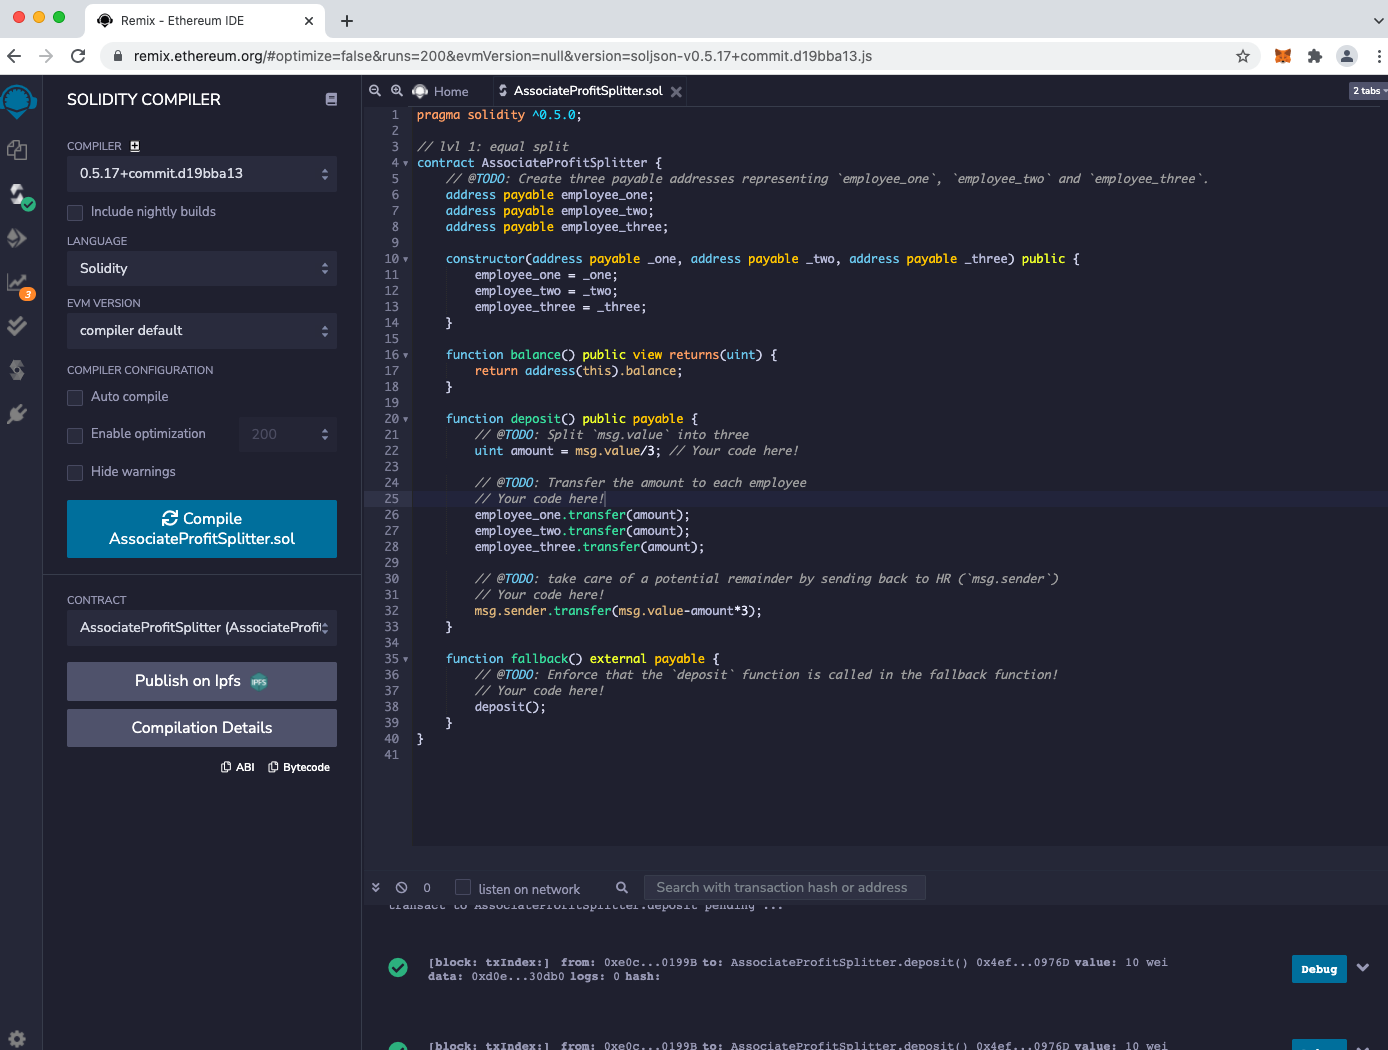 Remix - Ethereum IDE
remix.ethereum.org/#optimize=false&runs=200&evmVersion=null&version=soljson-v0.5.17+commit.d19bba13.js
SOLIDITY COMPILER
COMPILER
0.5.17+commit.d19bba13
Include nightly builds
LANGUAGE
Solidity
EVM VERSION
compiler default
COMPILER CONFIGURATION
Auto compile
Enable optimization
200
Hide warnings
Compile
AssociateProfitSplitter.sol
CONTRACT
AssociateProfitSplitter (AssociateProfit
Publish on Ipfs
IPFS
Compilation Details
ABI
Bytecode
3
Home
AssociateProfitSplitter.sol
2 tabs
1 pragma solidity ^0.5.0;
2
3 // lvl 1: equal split
4 contract AssociateProfitSplitter {
5 // @TODO: Create three payable addresses representing `employee_one`, `employee_two` and `employee_three`.
6 address payable employee_one;
7 address payable employee_two;
8 address payable employee_three;
9
10 constructor(address payable _one, address payable _two, address payable _three) public {
11 employee_one = _one;
12 employee_two = _two;
13 employee_three = _three;
14 }
15
16 function balance() public view returns(uint) {
17 return address(this).balance;
18 }
19
20 function deposit() public payable {
21 // @TODO: Split `msg.value` into three
22 uint amount = msg.value/3; // Your code here!
23
24 // @TODO: Transfer the amount to each employee
25 // Your code here!
26 employee_one.transfer(amount);
27 employee_two.transfer(amount);
28 employee_three.transfer(amount);
29
30 // @TODO: take care of a potential remainder by sending back to HR (`msg.sender`)
31 // Your code here!
32 msg.sender.transfer(msg.value-amount*3);
33 }
34
35 function fallback() external payable {
36 // @TODO: Enforce that the `deposit` function is called in the fallback function!
37 // Your code here!
38 deposit();
39 }
40 }
41
0
listen on network
Search with transaction hash or address
transact to AssociateProfitSplitter.deposit pending ...
[block: txIndex:] from: 0xe0c...0199B to: AssociateProfitSplitter.deposit() 0x4ef...0976D value: 10 wei
data: 0xd0e...30db0 logs: 0 hash:
Debug
[block: txIndex:] from: 0xe0c...0199B to: AssociateProfitSplitter.deposit() 0x4ef...0976D value: 10 wei